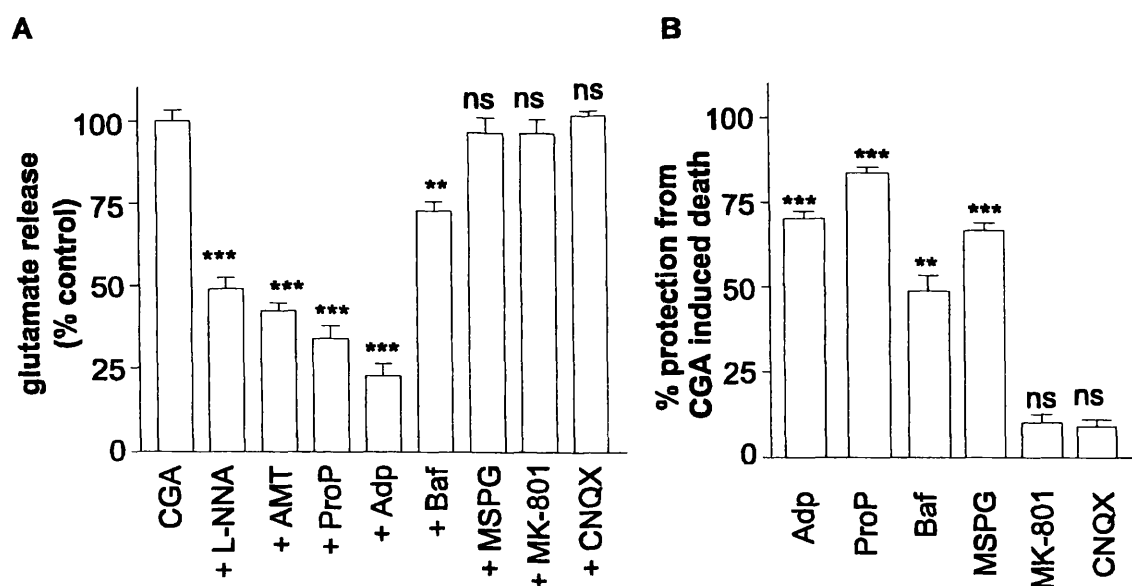 A
glutamate release
(% control)
100
75
50
25
0
***
***
***
***
**
ns
ns
ns
CGA
+ L-NNA
+ AMT
+ ProP
+ Adp
+ Baf
+ MSPG
+ MK-801
+ CNQX
B
% protection from
CGA induced death
100
75
50
25
0
***
***
**
***
ns
ns
Adp
ProP
Baf
MSPG
MK-801
CNQX